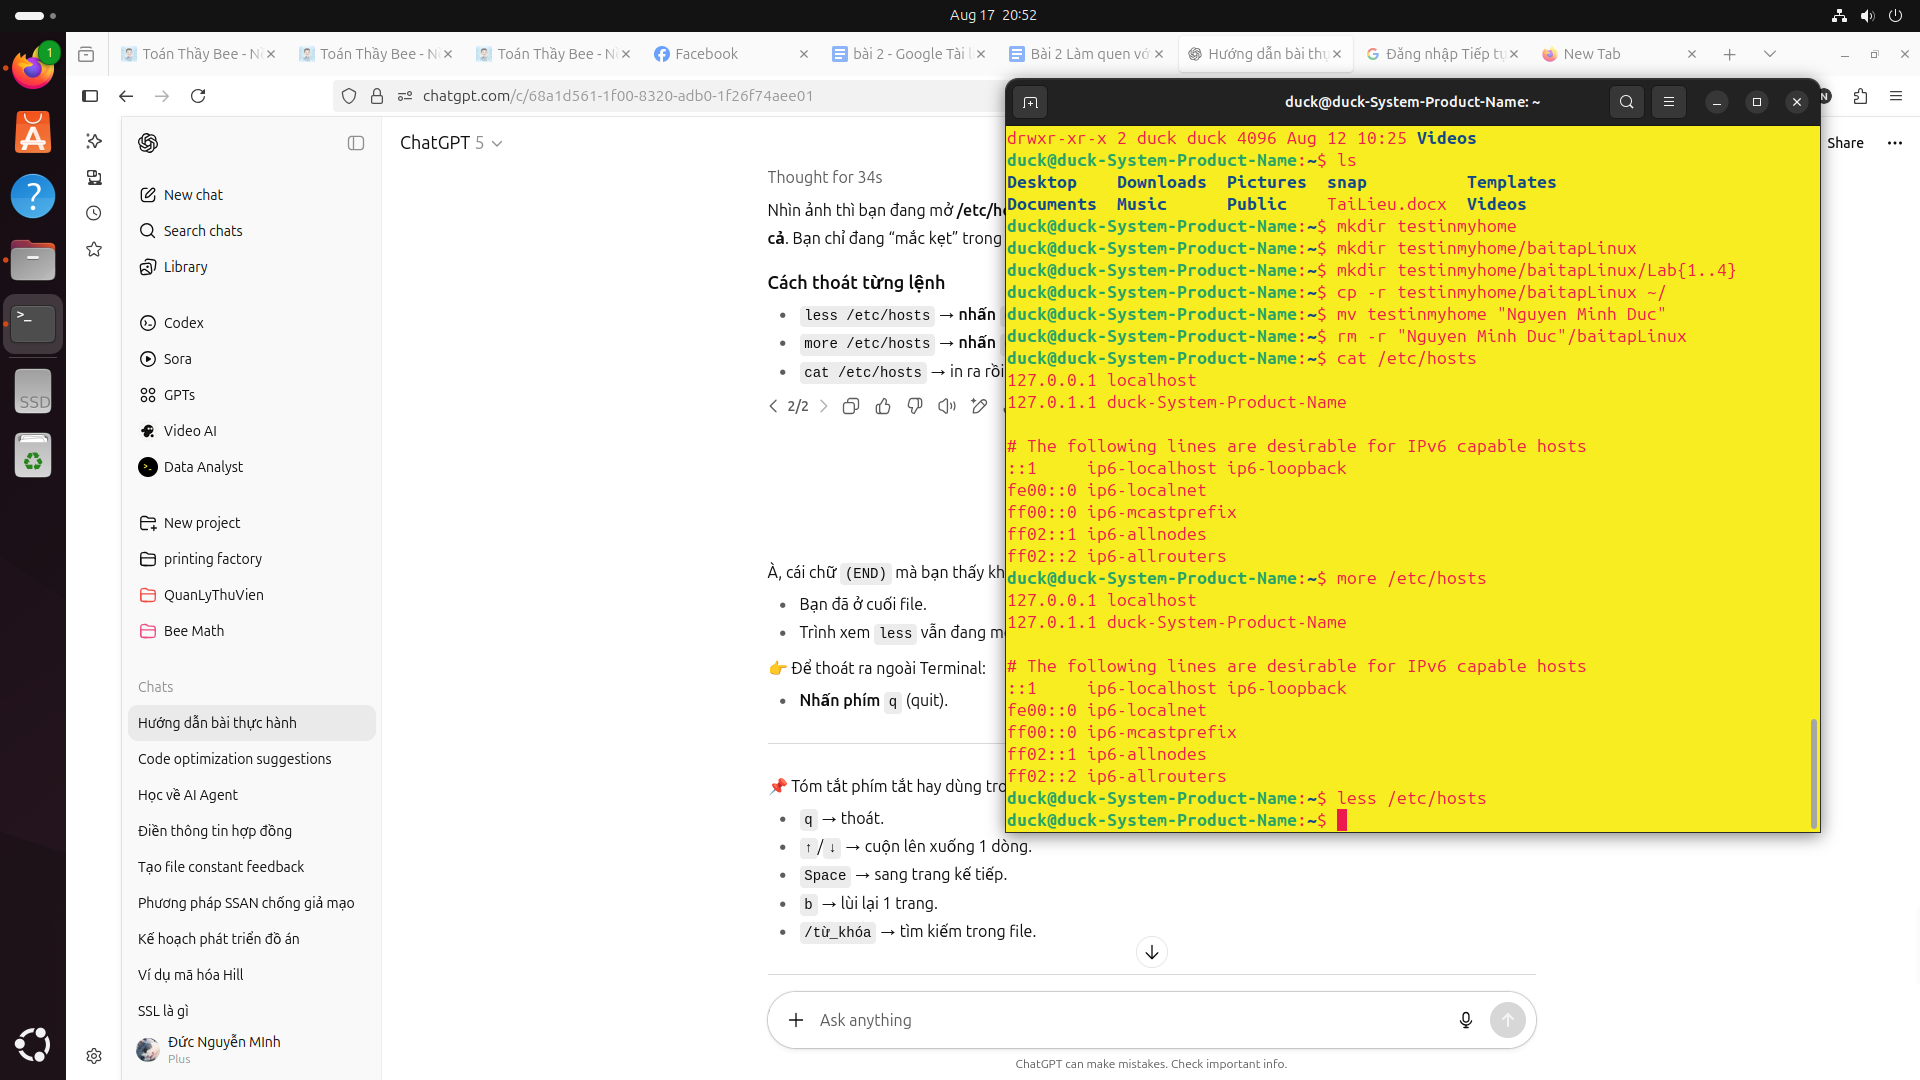 Aug 17 20:52
1
Toán Thầy Bee - N
Toán Thầy Bee - N
Toán Thầy Bee - N
Facebook
bài 2 - Google Tài l
Bài 2 Làm quen vớ
Hướng dẫn bài thự
Đăng nhập Tiếp tụ
New Tab
chatgpt.com/c/68a1d561-1f00-8320-adb0-1f26f74aee01
ChatGPT 5
Share
New chat
Search chats
Library
Codex
Sora
GPTs
Video AI
Data Analyst
New project
printing factory
QuanLyThuVien
Bee Math
Chats
Hướng dẫn bài thực hành
Code optimization suggestions
Học về AI Agent
Điền thông tin hợp đồng
Tạo file constant feedback
Phương pháp SSAN chống giả mạo
Kế hoạch phát triển đồ án
Ví dụ mã hóa Hill
SSL là gì
Đức Nguyễn MInh
Plus
SSD
Thought for 34s
Nhìn ảnh thì bạn đang mở /etc/ho
cả. Bạn chỉ đang “mắc kẹt” trong
Cách thoát từng lệnh
less /etc/hosts → nhấn
more /etc/hosts → nhấn
cat /etc/hosts → in ra rồi
2/2
À, cái chữ (END) mà bạn thấy kh
Bạn đã ở cuối file.
Trình xem less vẫn đang m
👉 Để thoát ra ngoài Terminal:
Nhấn phím q (quit).
📌 Tóm tắt phím tắt hay dùng tro
q → thoát.
↑/↓ → cuộn lên xuống 1 dòng.
Space → sang trang kế tiếp.
b → lùi lại 1 trang.
/từ_khóa → tìm kiếm trong file.
Ask anything
ChatGPT can make mistakes. Check important info.
duck@duck-System-Product-Name: ~
N
drwxr-xr-x 2 duck duck 4096 Aug 12 10:25 Videos
duck@duck-System-Product-Name:~$ ls
Desktop Downloads Pictures snap Templates
Documents Music Public TaiLieu.docx Videos
duck@duck-System-Product-Name:~$ mkdir testinmyhome
duck@duck-System-Product-Name:~$ mkdir testinmyhome/baitapLinux
duck@duck-System-Product-Name:~$ mkdir testinmyhome/baitapLinux/Lab{1..4}
duck@duck-System-Product-Name:~$ cp -r testinmyhome/baitapLinux ~/
duck@duck-System-Product-Name:~$ mv testinmyhome "Nguyen Minh Duc"
duck@duck-System-Product-Name:~$ rm -r "Nguyen Minh Duc"/baitapLinux
duck@duck-System-Product-Name:~$ cat /etc/hosts
127.0.0.1 localhost
127.0.1.1 duck-System-Product-Name
# The following lines are desirable for IPv6 capable hosts
::1 ip6-localhost ip6-loopback
fe00::0 ip6-localnet
ff00::0 ip6-mcastprefix
ff02::1 ip6-allnodes
ff02::2 ip6-allrouters
duck@duck-System-Product-Name:~$ more /etc/hosts
127.0.0.1 localhost
127.0.1.1 duck-System-Product-Name
# The following lines are desirable for IPv6 capable hosts
::1 ip6-localhost ip6-loopback
fe00::0 ip6-localnet
ff00::0 ip6-mcastprefix
ff02::1 ip6-allnodes
ff02::2 ip6-allrouters
duck@duck-System-Product-Name:~$ less /etc/hosts
duck@duck-System-Product-Name:~$